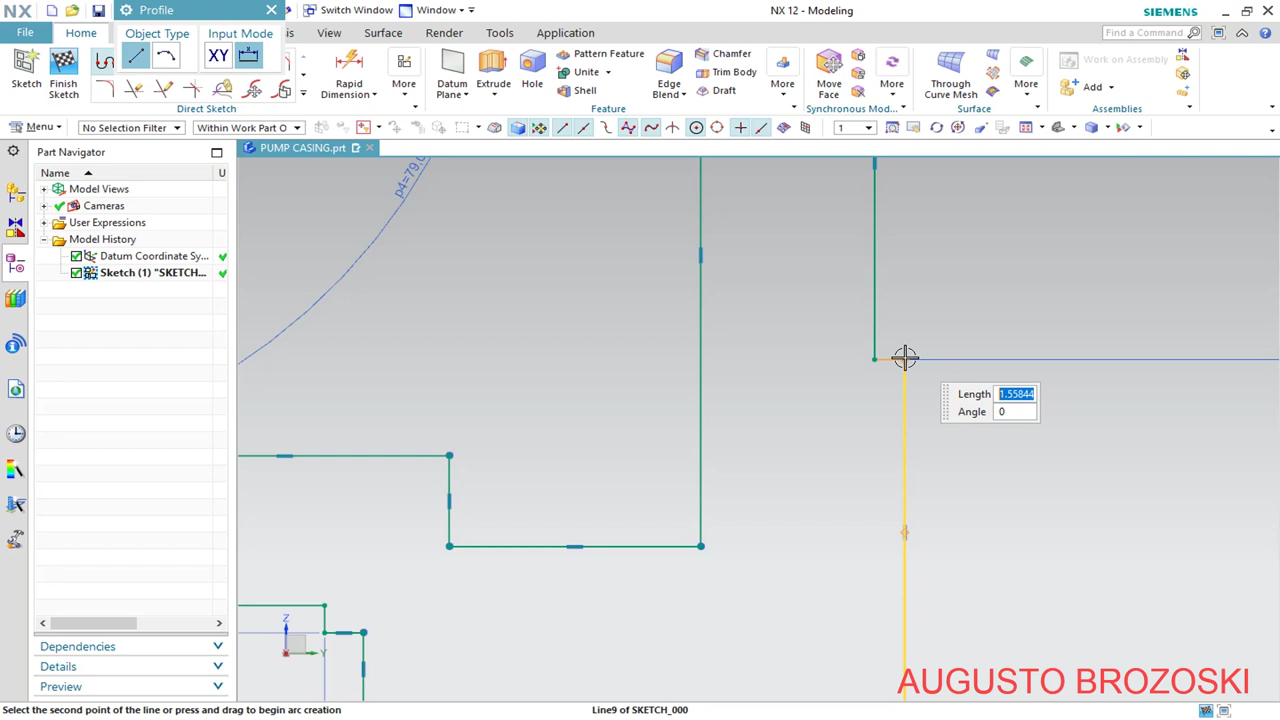 NX
Profile
Switch Window
Window
NX 12 - Modeling
SIEMENS
File
Home
Object Type
Input Mode
is
View
Surface
Render
Tools
Application
Find a Command
XY
Sketch
Finish Sketch
Direct Sketch
Rapid Dimension
More
Datum Plane
Extrude
Hole
Pattern Feature
Unite
Shell
Edge Blend
Chamfer
Trim Body
Draft
More
Feature
Move Face
More
Synchronous Mod...
Through Curve Mesh
More
Surface
Work on Assembly
Add
Assemblies
Menu
No Selection Filter
Within Work Part O
1
Part Navigator
PUMP CASING.prt
Name
U
Model Views
Cameras
User Expressions
Model History
Datum Coordinate Sy...
Sketch (1) "SKETCH...
p4=79.0
Length 1.55844
Angle 0
Z
Y
Dependencies
Details
Preview
AUGUSTO BROZOSKI
Select the second point of the line or press and drag to begin arc creation
Line9 of SKETCH_000